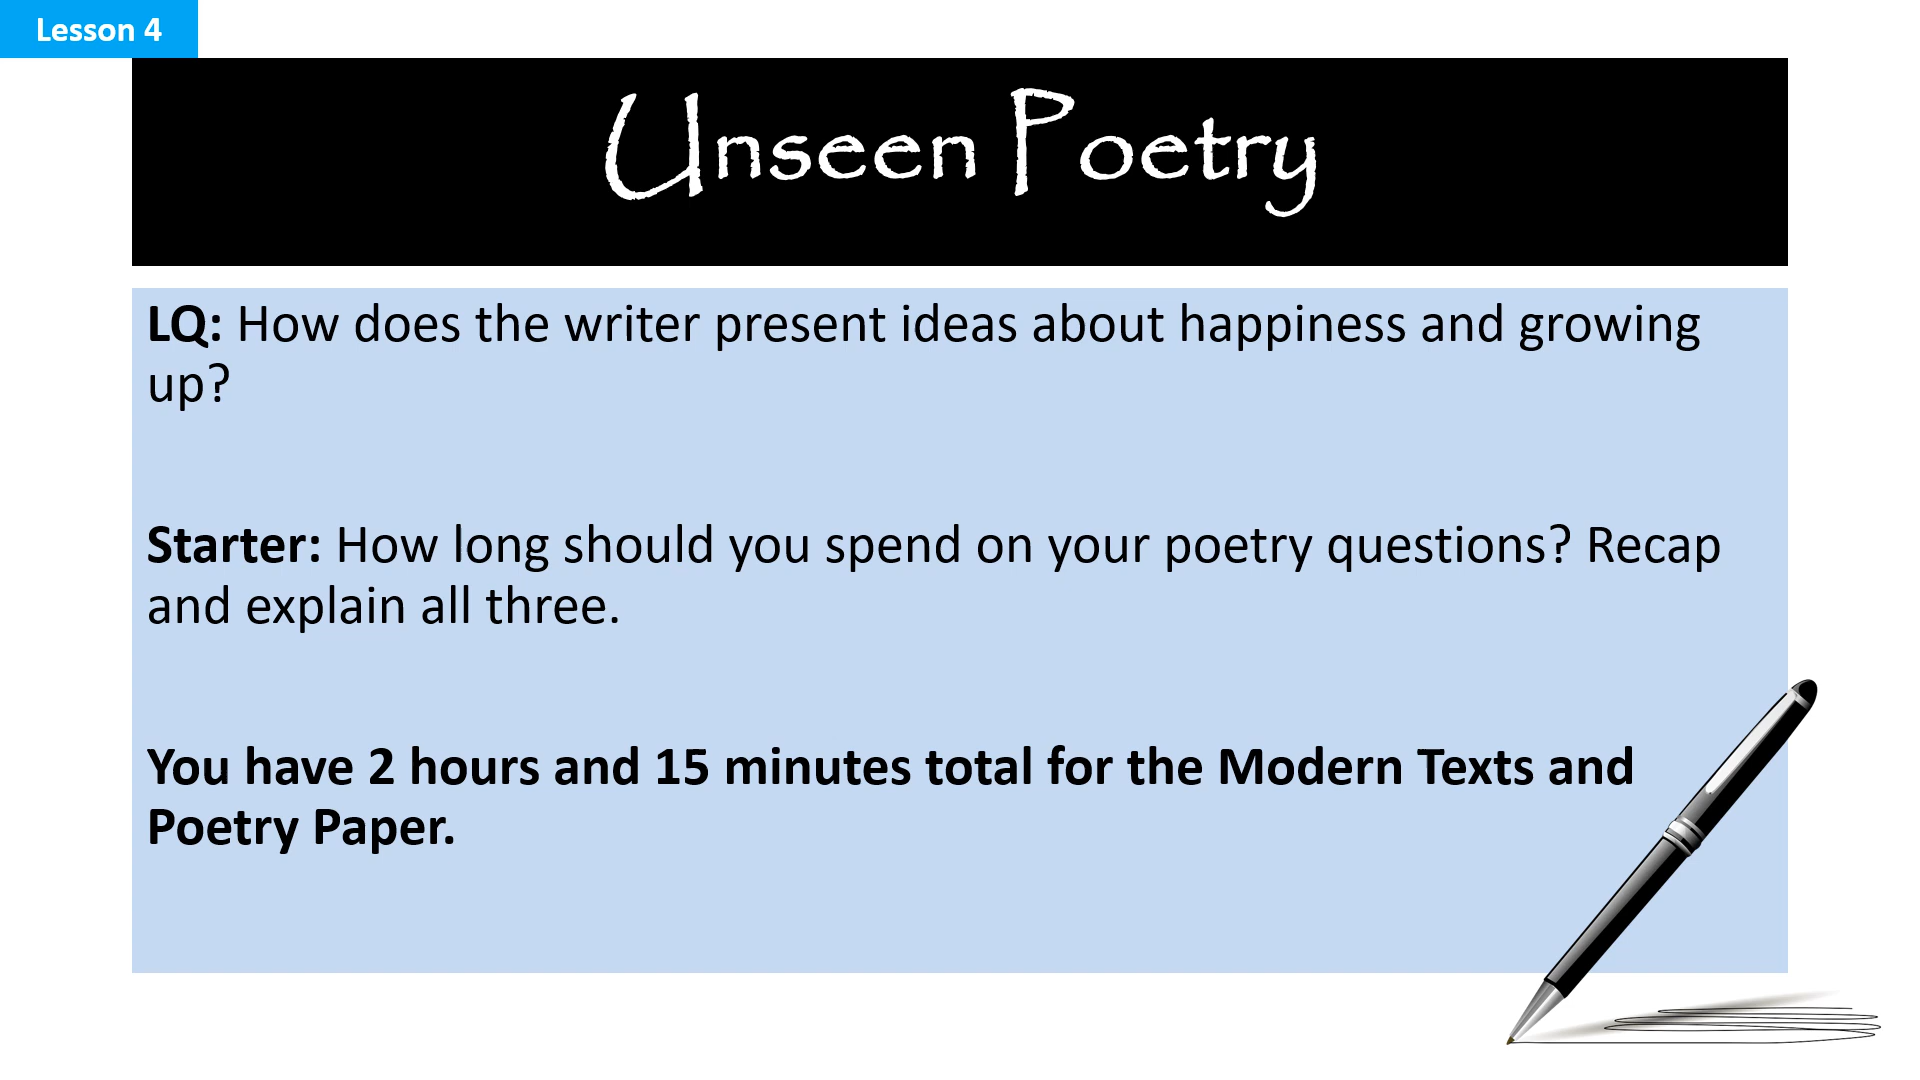 Lesson 4
Unseen Poetry
LQ: How does the writer present ideas about happiness and growing
up?
Starter: How long should you spend on your poetry questions? Recap
and explain all three.
You have 2 hours and 15 minutes total for the Modern Texts and
Poetry Paper.